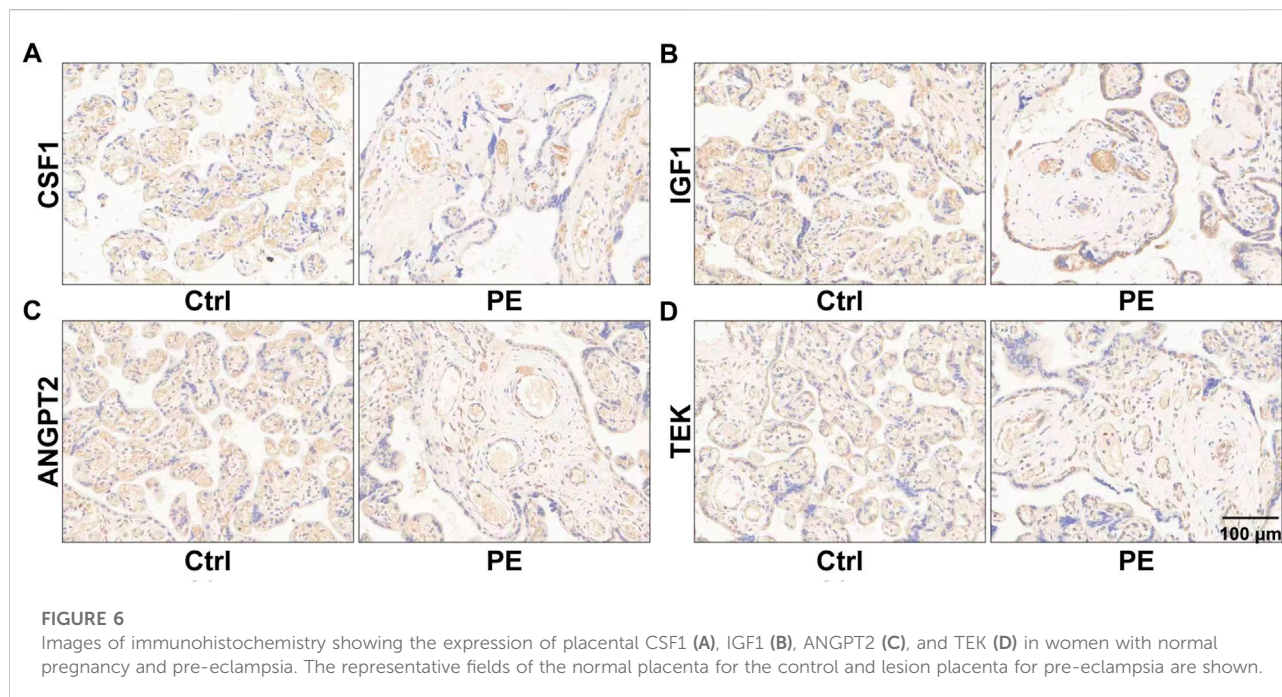 A
B
CSF1
IGF1
Ctrl
PE
Ctrl
PE
C
D
ANGPT2
TEK
100 µm
Ctrl
PE
Ctrl
PE
FIGURE 6
Images of immunohistochemistry showing the expression of placental CSF1 (A), IGF1 (B), ANGPT2 (C), and TEK (D) in women with normal
pregnancy and pre-eclampsia. The representative fields of the normal placenta for the control and lesion placenta for pre-eclampsia are shown.